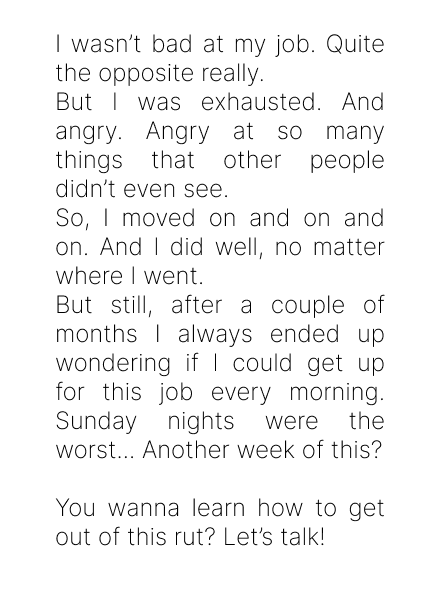 I wasn’t bad at my job. Quite
the opposite really.
But I was exhausted. And
angry. Angry at so many
things that other people
didn’t even see.
So, I moved on and on and
on. And I did well, no matter
where I went.
But still, after a couple of
months I always ended up
wondering if I could get up
for this job every morning.
Sunday nights were the
worst... Another week of this?
You wanna learn how to get
out of this rut? Let’s talk!